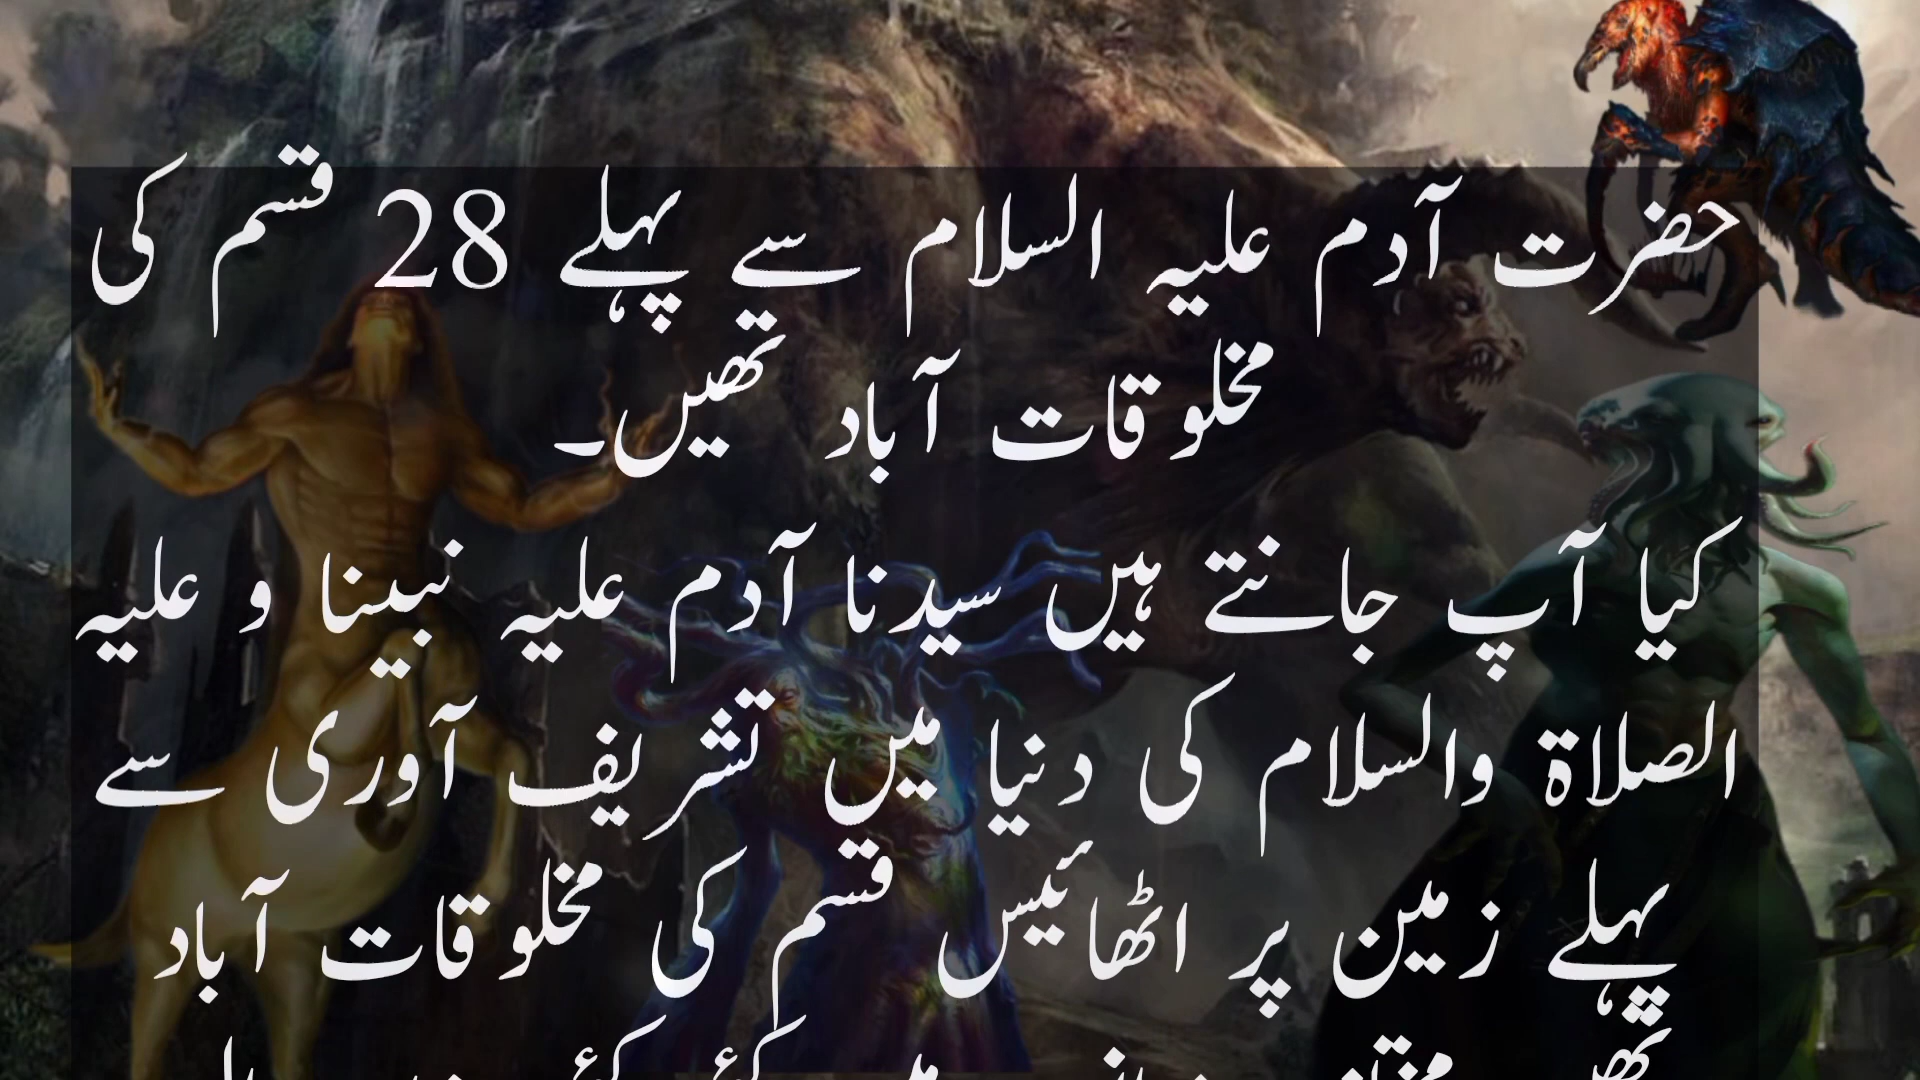 حضرت آدم علیہ السلام سے پہلے 28 قسم کی
مخلوقات آباد تھیں۔
کیا آپ جانتے ہیں سیدنا آدم علیہ نبینا و علیہ
الصلاۃ والسلام کی دنیا میں تشریف آوری سے
پہلے زمین پر اٹھائیس قسم کی مخلوقات آباد
تھیں